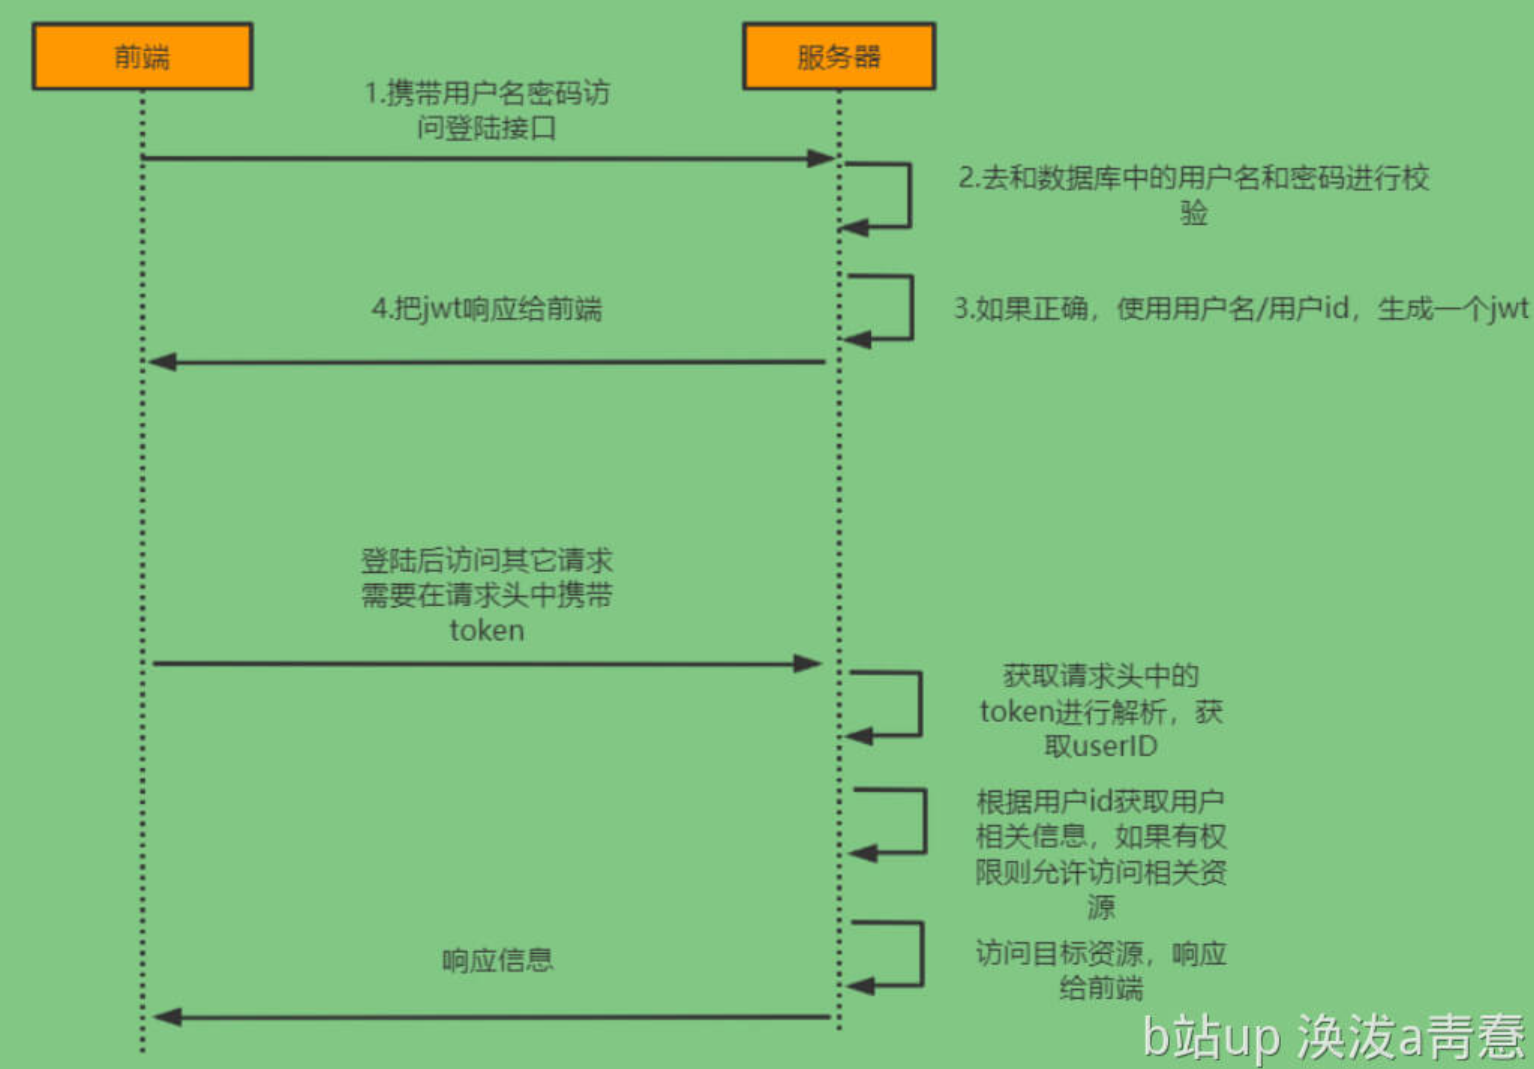 前端
服务器
1.携带用户名密码访
问登陆接口
2.去和数据库中的用户名和密码进行校
验
3.如果正确，使用用户名/用户id，生成一个jwt
4.把jwt响应给前端
登陆后访问其它请求
需要在请求头中携带
token
获取请求头中的
token进行解析，获
取userID
根据用户id获取用户
相关信息，如果有权
限则允许访问相关资
源
访问目标资源，响应
给前端
响应信息
b站up 涣泼a青惷